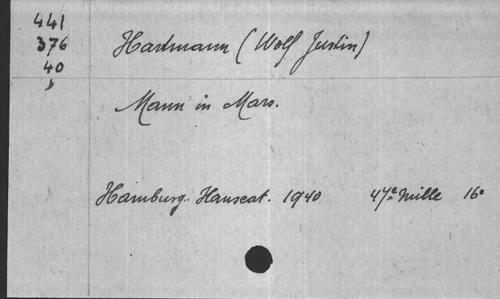 441
376
40
Hartmann (Wolf Justin)
Mann in Mars.
Hamburg. Hanseat. 1940 47e mille 16°